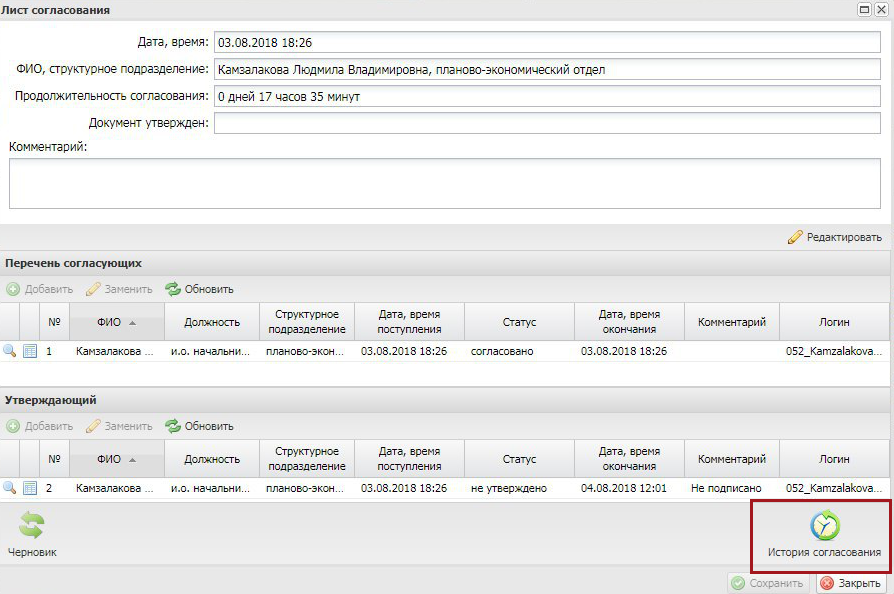 Лист согласования
Дата, время: 03.08.2018 18:26
ФИО, структурное подразделение: Камзалакова Людмила Владимировна, планово-экономический отдел
Продолжительность согласования: 0 дней 17 часов 35 минут
Документ утвержден:
Комментарий:
Редактировать
Перечень согласующих
Добавить Заменить Обновить
№ ФИО Должность Структурное подразделение Дата, время поступления Статус Дата, время окончания Комментарий Логин
1 Камзалакова ... и.о. начальни... планово-экон... 03.08.2018 18:26 согласовано 03.08.2018 18:26 052_Kamzalakova...
Утверждающий
Добавить Заменить Обновить
№ ФИО Должность Структурное подразделение Дата, время поступления Статус Дата, время окончания Комментарий Логин
2 Камзалакова ... и.о. начальни... планово-экон... 03.08.2018 18:26 не утверждено 04.08.2018 12:01 Не подписано 052_Kamzalakova...
Черновик
История согласования
Сохранить Закрыть